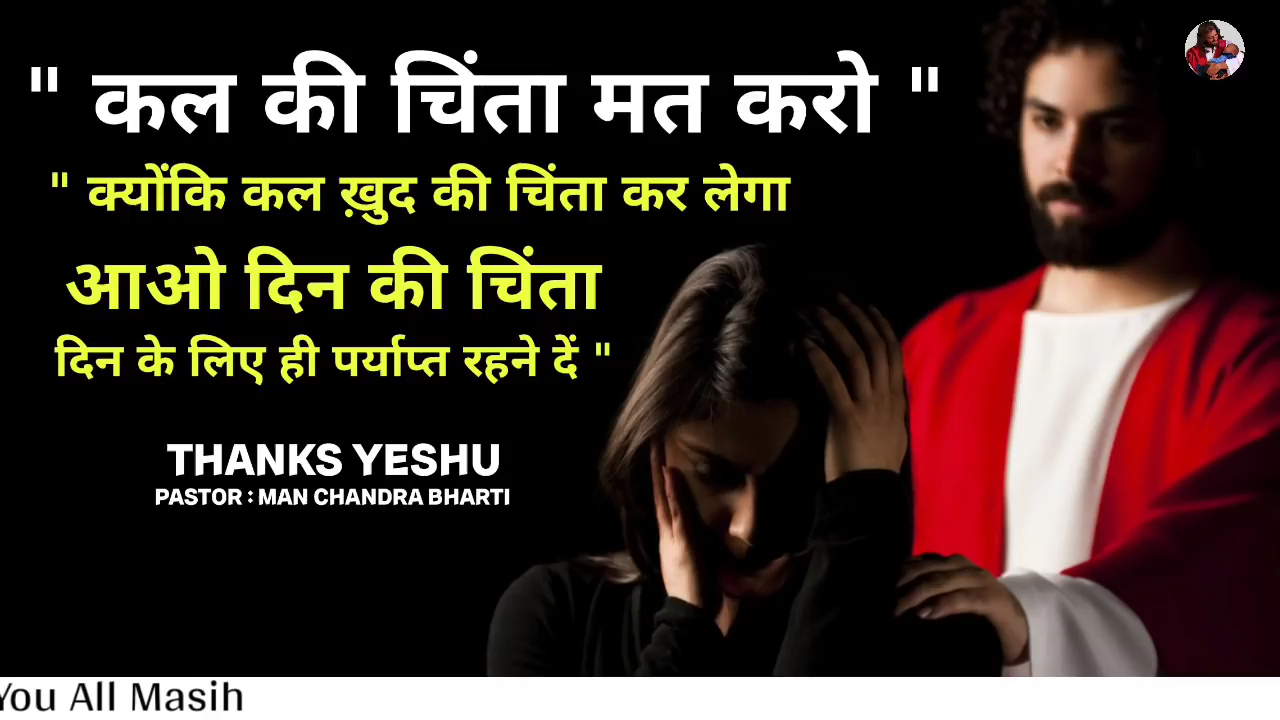 " कल की चिंता मत करो "
" क्योंकि कल ख़ुद की चिंता कर लेगा
आओ दिन की चिंता
दिन के लिए ही पर्याप्त रहने दें "
THANKS YESHU
PASTOR : MAN CHANDRA BHARTI
You All Masih